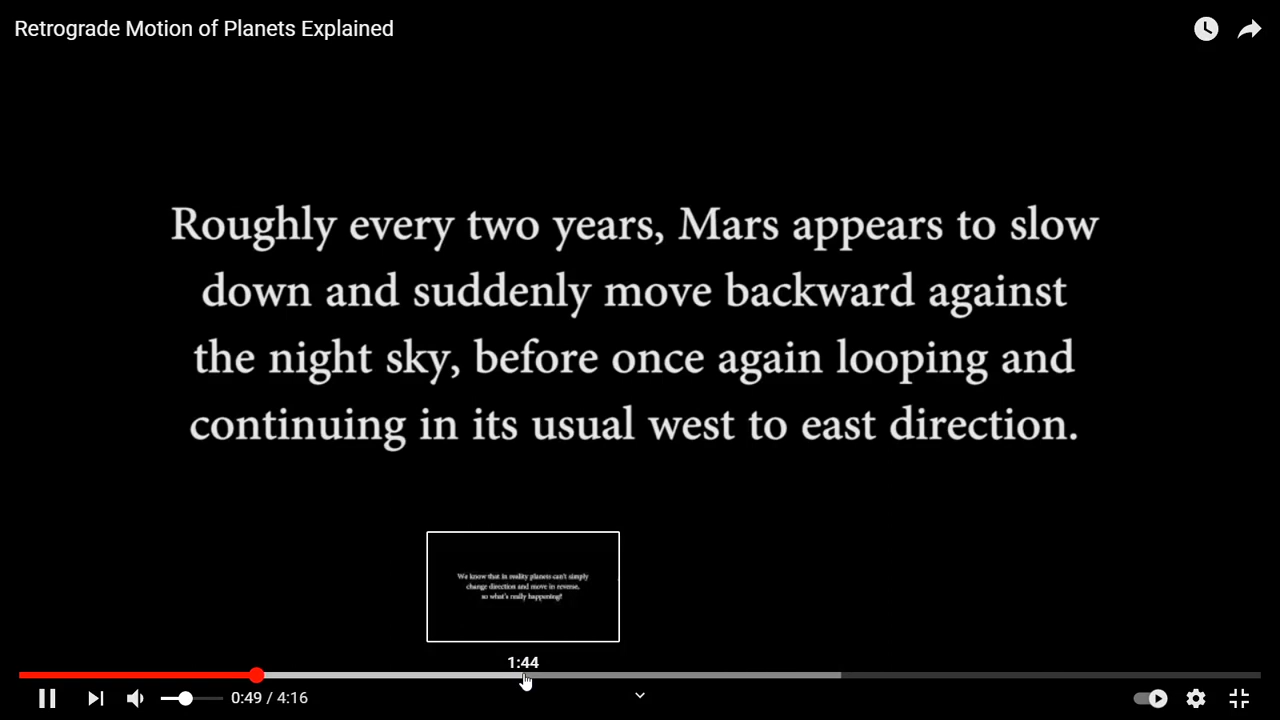 Retrograde Motion of Planets Explained
Roughly every two years, Mars appears to slow
down and suddenly move backward against
the night sky, before once again looping and
continuing in its usual west to east direction.
We know that in reality planets can't simply
change direction and move in reverse,
so what's really happening?
1:44
0:49 / 4:16